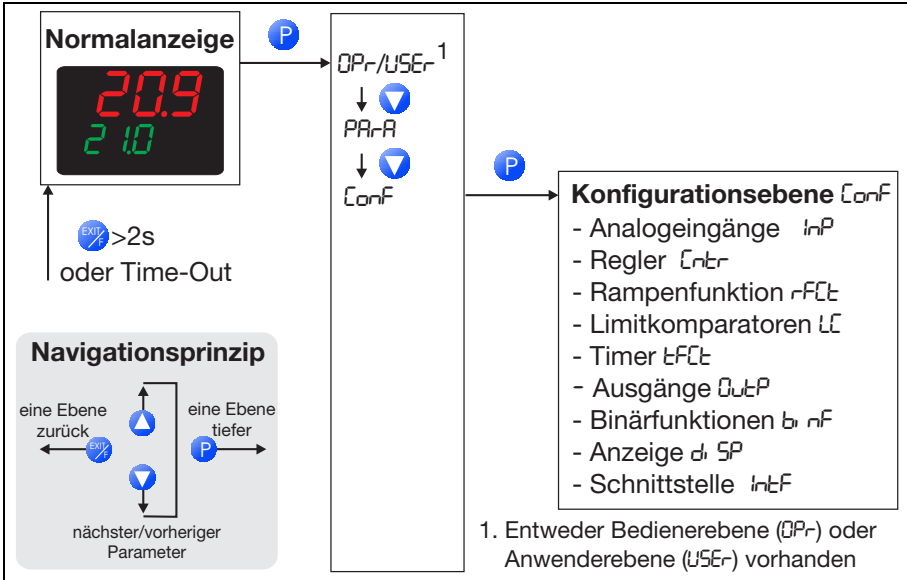 Normalanzeige
20.9
21.0
P
EXIT/F >2s
oder Time-Out
OPr/USEr 1
PArA
ConF
P
Konfigurationsebene ConF
- Analogeingänge InP
- Regler Cntr
- Rampenfunktion rFCt
- Limitkomparatoren LC
- Timer tFCt
- Ausgänge OutP
- Binärfunktionen binF
- Anzeige diSP
- Schnittstelle IntF
1. Entweder Bedienerebene (OPr) oder
Anwenderebene (USEr) vorhanden
Navigationsprinzip
eine Ebene
zurück
EXIT/F
eine Ebene
tiefer
P
nächster/vorheriger
Parameter